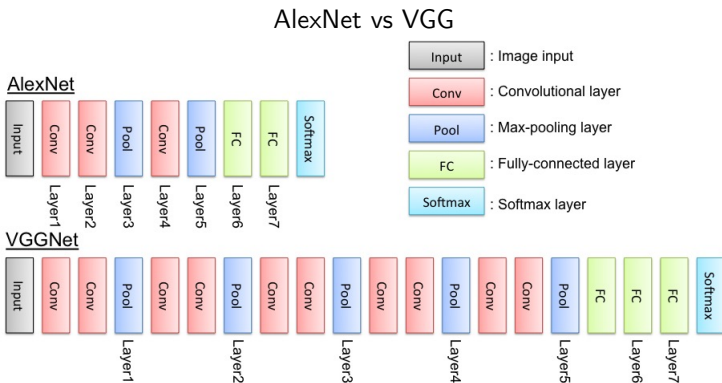 AlexNet vs VGG
Input : Image input
Conv : Convolutional layer
Pool : Max-pooling layer
FC : Fully-connected layer
Softmax : Softmax layer
AlexNet
Input Conv Conv Pool Conv Pool FC FC Softmax
Layer1 Layer2 Layer3 Layer4 Layer5 Layer6 Layer7
VGGNet
Input Conv Conv Pool Conv Conv Pool Conv Conv Pool Conv Conv Pool Conv Conv Pool FC FC FC Softmax
Layer1 Layer2 Layer3 Layer4 Layer5 Layer6 Layer7